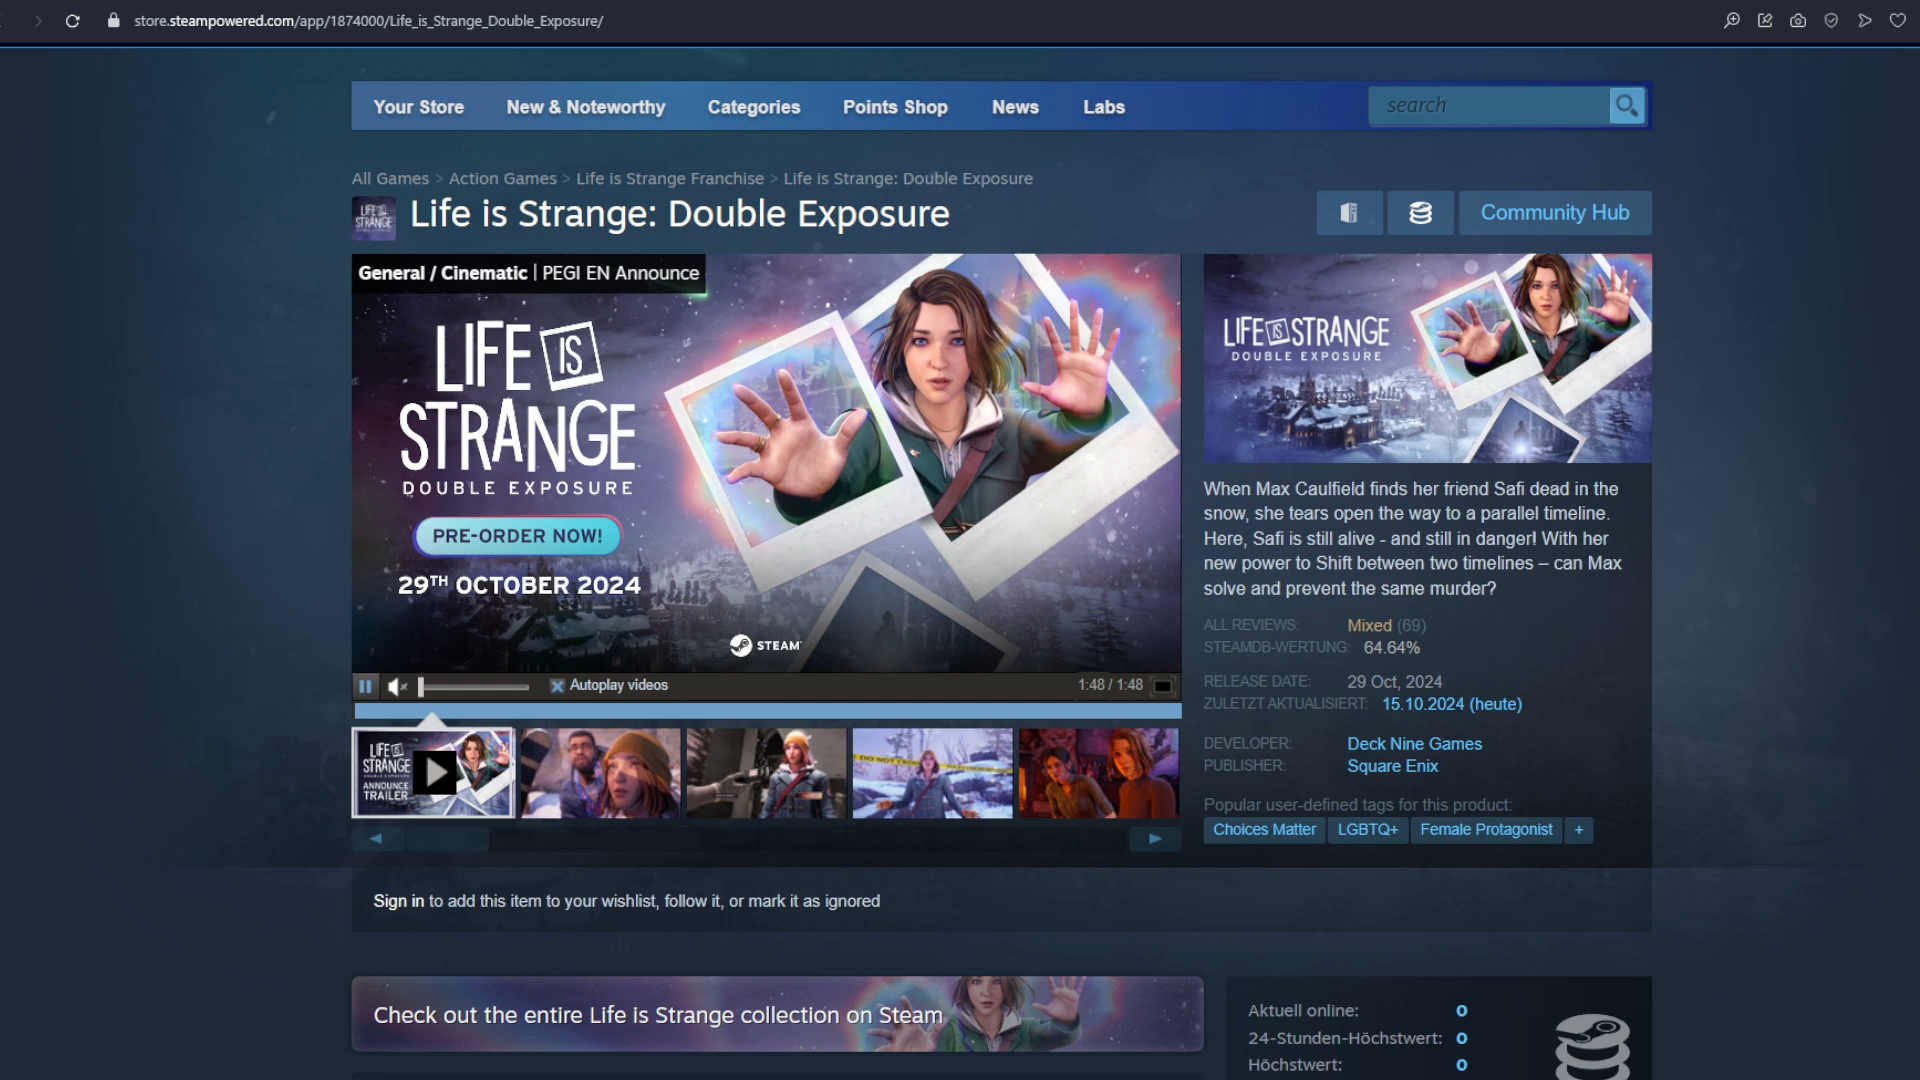 store.steampowered.com/app/1874000/Life_is_Strange_Double_Exposure/
Your Store New & Noteworthy Categories Points Shop News Labs search
All Games > Action Games > Life is Strange Franchise > Life is Strange: Double Exposure
LIFE IS STRANGE
Life is Strange: Double Exposure
Community Hub
General / Cinematic | PEGI EN Announce
LIFE IS
STRANGE
DOUBLE EXPOSURE
PRE-ORDER NOW!
29TH OCTOBER 2024
STEAM
Autoplay videos
1:48 / 1:48
LIFE IS
STRANGE
DOUBLE EXPOSURE
ANNOUNCE
TRAILER
DO NOT CROSS
LIFE IS STRANGE
DOUBLE EXPOSURE
When Max Caulfield finds her friend Safi dead in the
snow, she tears open the way to a parallel timeline.
Here, Safi is still alive - and still in danger! With her
new power to Shift between two timelines – can Max
solve and prevent the same murder?
ALL REVIEWS: Mixed (69)
STEAMDB-WERTUNG: 64.64%
RELEASE DATE: 29 Oct, 2024
ZULETZT AKTUALISIERT: 15.10.2024 (heute)
DEVELOPER: Deck Nine Games
PUBLISHER: Square Enix
Popular user-defined tags for this product:
Choices Matter LGBTQ+ Female Protagonist +
Sign in to add this item to your wishlist, follow it, or mark it as ignored
Check out the entire Life is Strange collection on Steam
Aktuell online: 0
24-Stunden-Höchstwert: 0
Höchstwert: 0